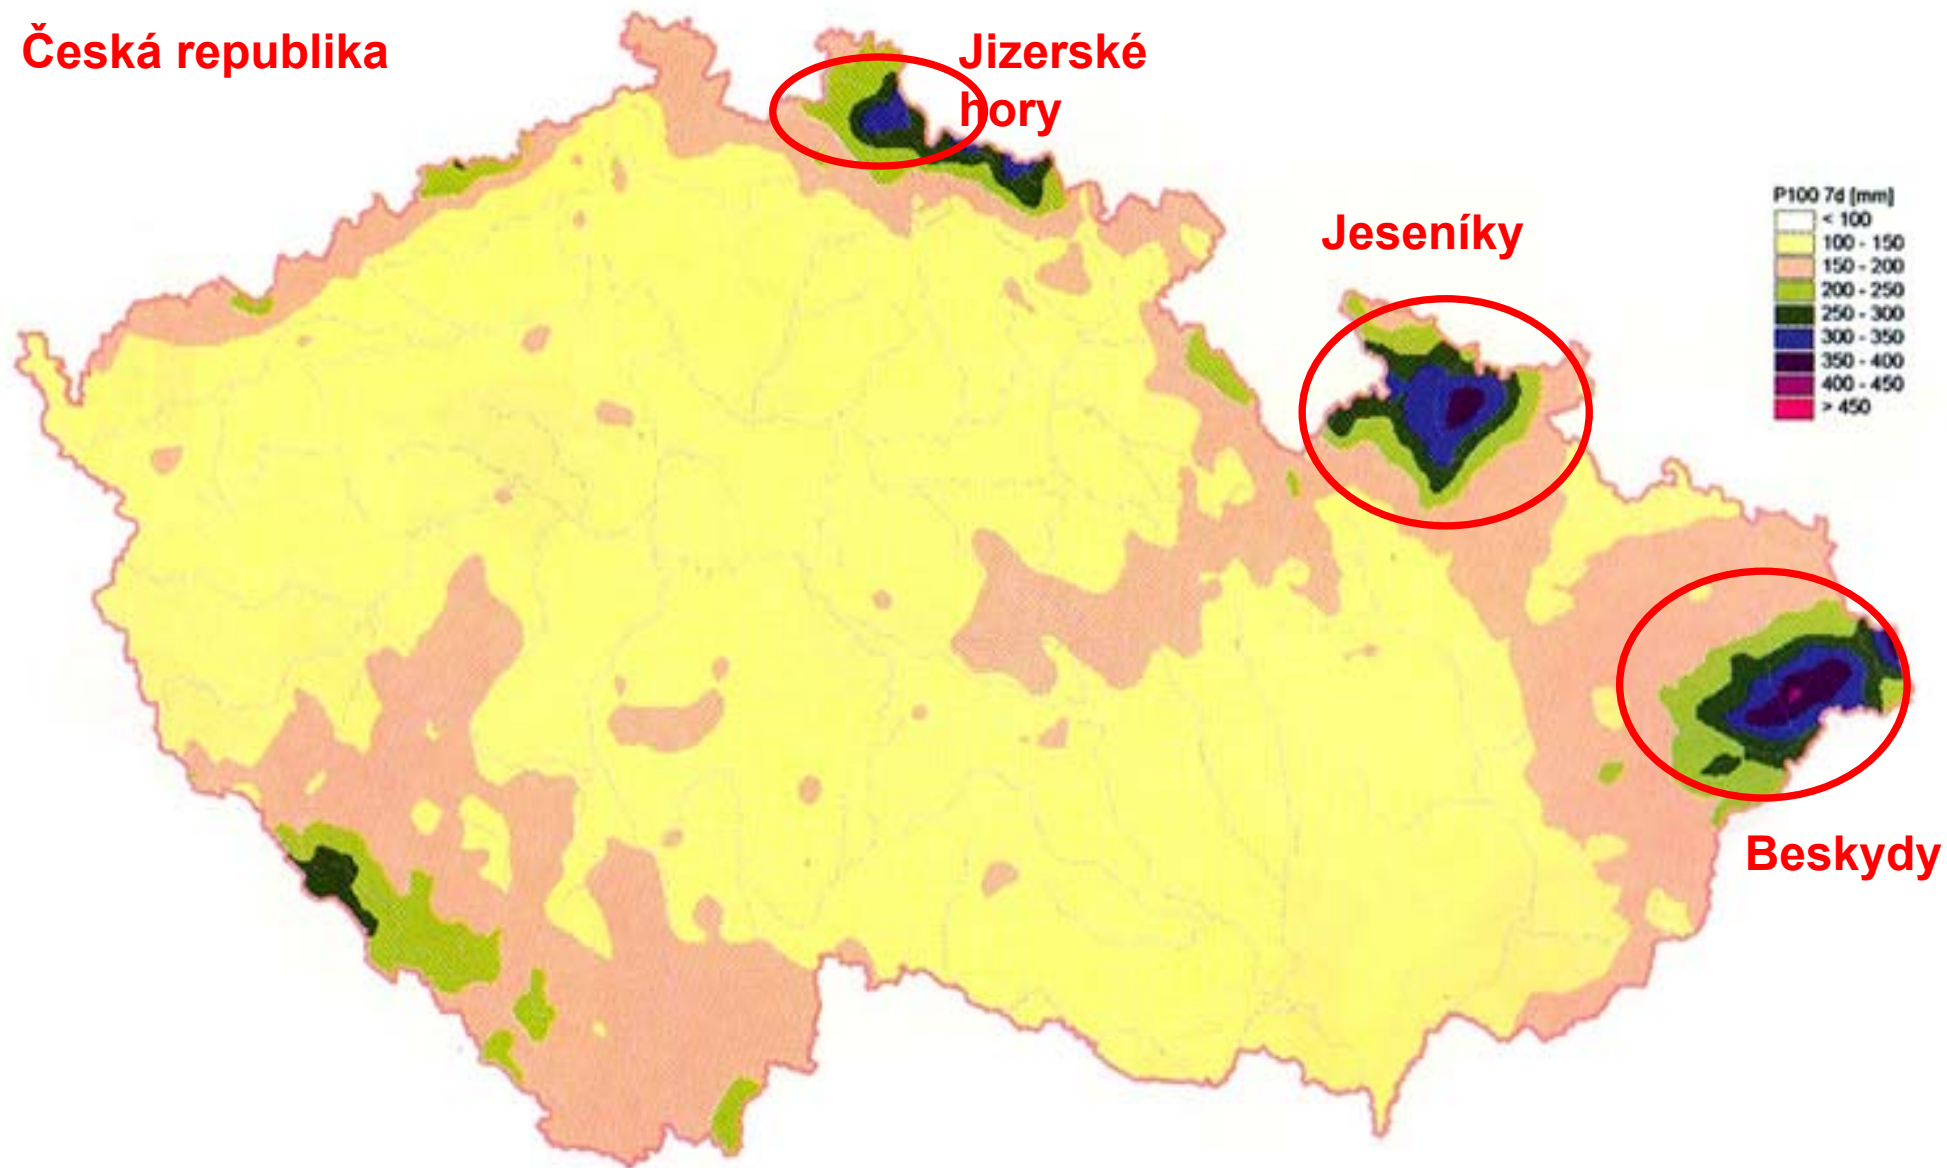 Česká republika
Jizerské
hory
Jeseníky
P100 7d [mm]
< 100
100 - 150
150 - 200
200 - 250
250 - 300
300 - 350
350 - 400
400 - 450
> 450
Beskydy